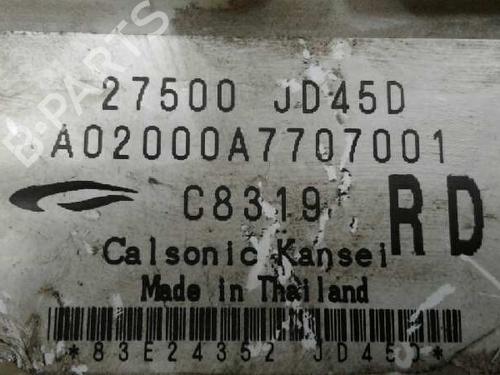 27500 JD45D
A02000A7707001
C8319
RD
Calsonic Kansei
Made in Thailand
*83E24352 JD45D*
B-PARTS